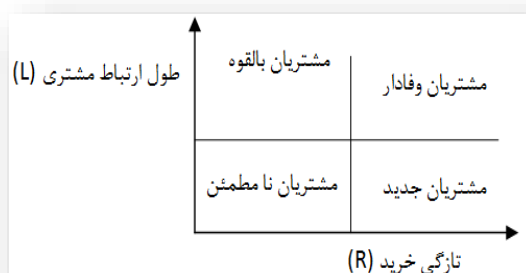 مشتریان بالقوه
مشتریان وفادار
طول ارتباط مشتری (L)
مشتریان نا مطمئن
مشتریان جدید
تازگی خرید (R)